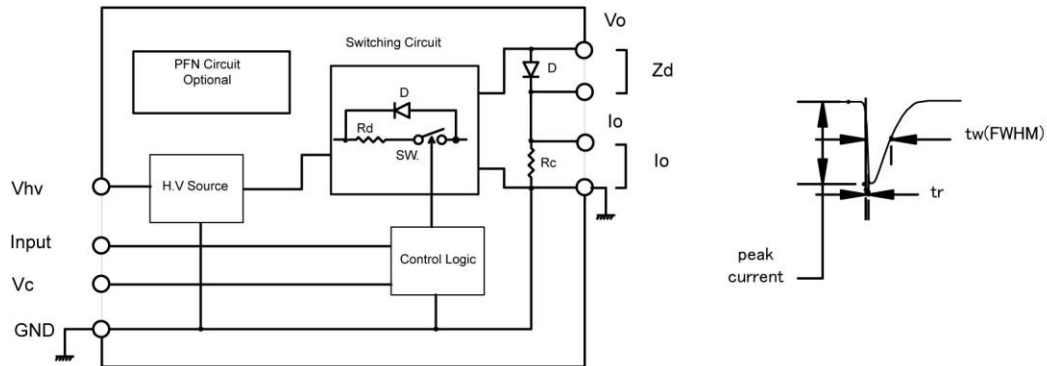 Vo
Switching Circuit
PFN Circuit
Optional
D
Zd
D
Io
Rd
SW.
Rc
Io
Vhv
H.V Source
Input
Control Logic
Vc
GND
tw(FWHM)
tr
peak
current